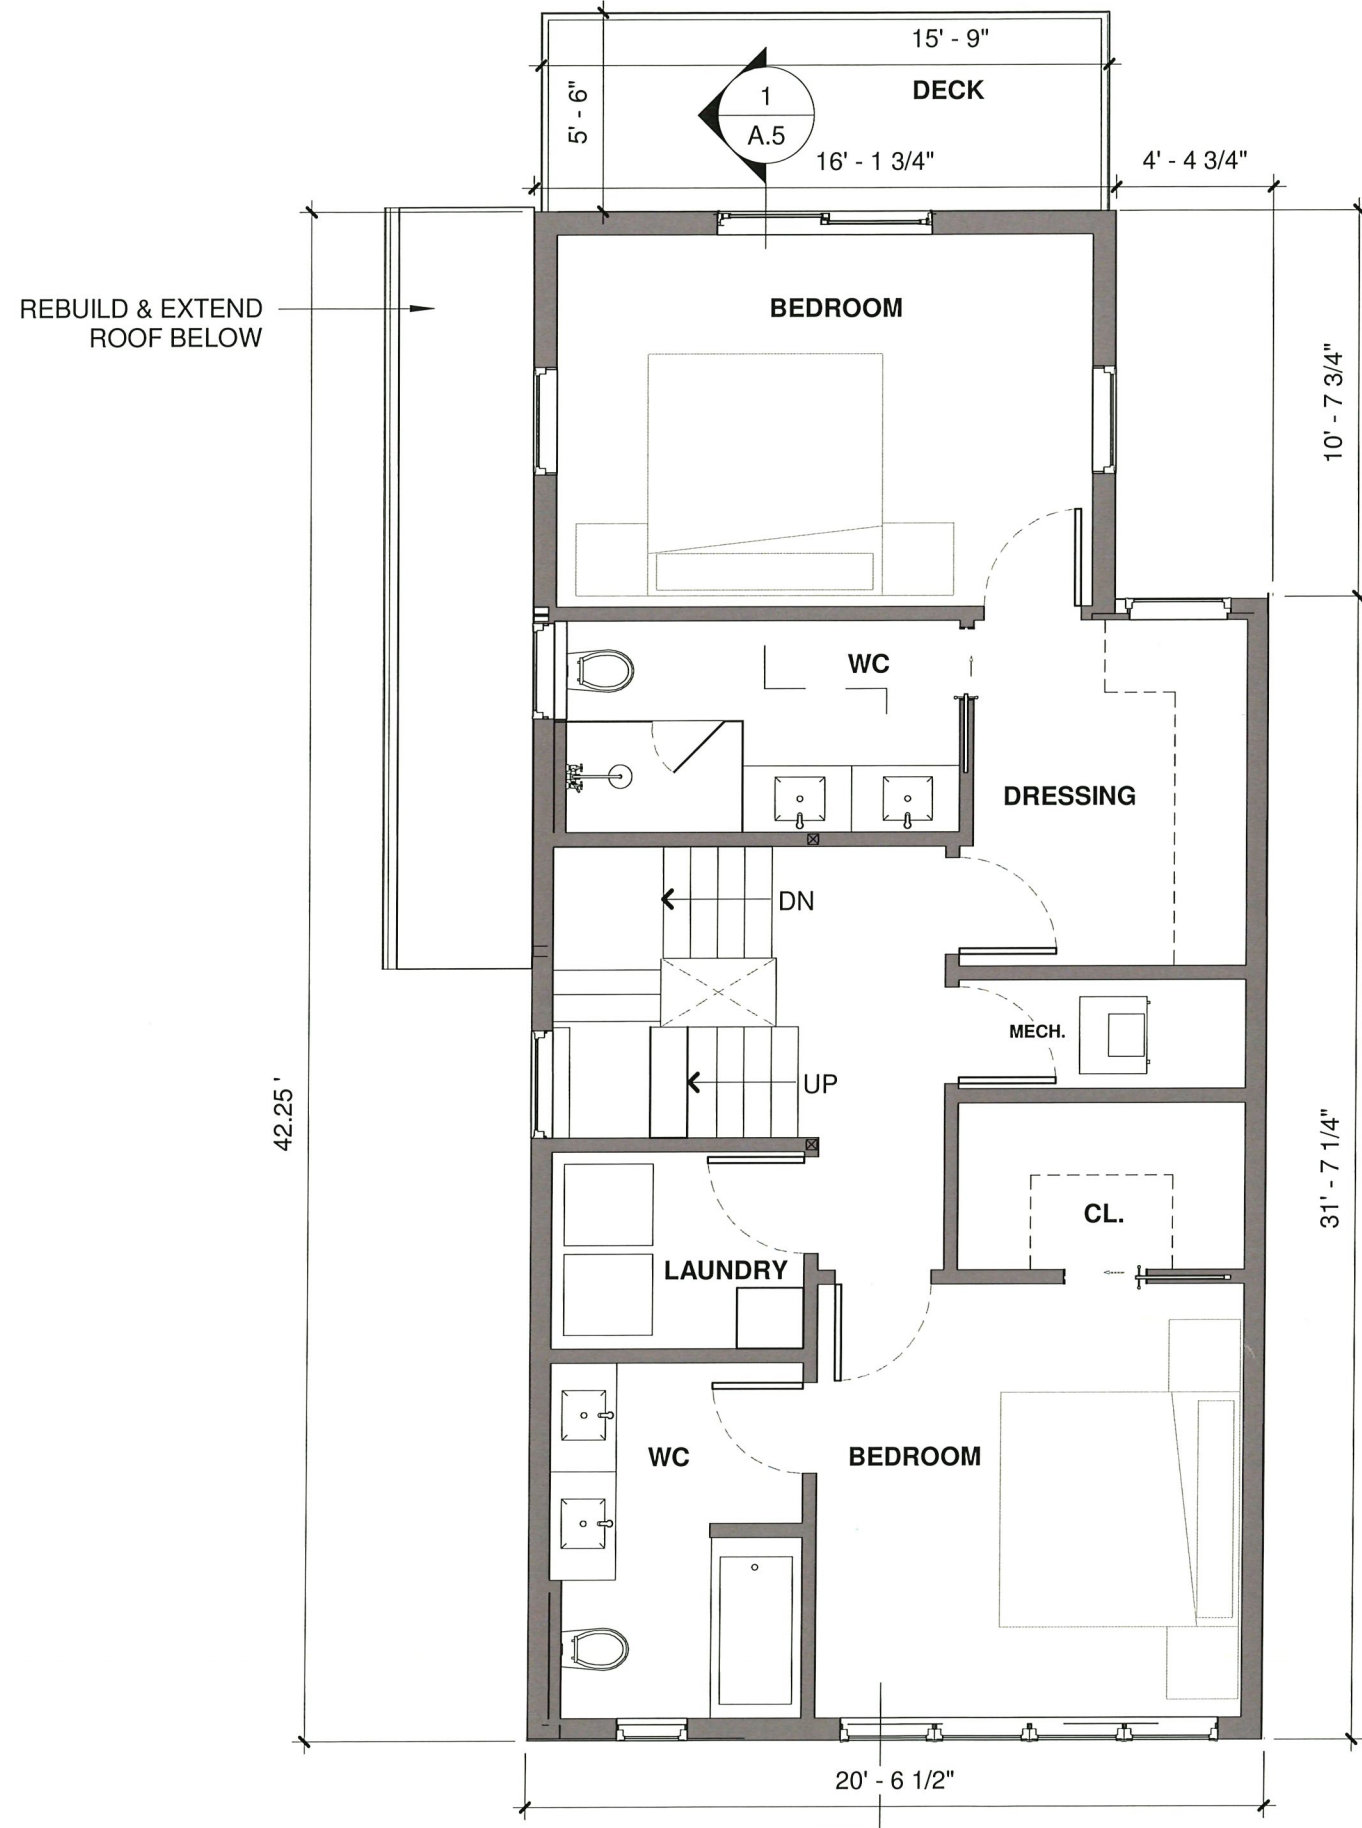 15' - 9"
DECK
5' - 6"
1
A.5
16' - 1 3/4"
4' - 4 3/4"
REBUILD & EXTEND
ROOF BELOW
BEDROOM
10' - 7 3/4"
WC
DRESSING
DN
MECH.
UP
42.25 '
31' - 7 1/4"
CL.
LAUNDRY
WC
BEDROOM
20' - 6 1/2"